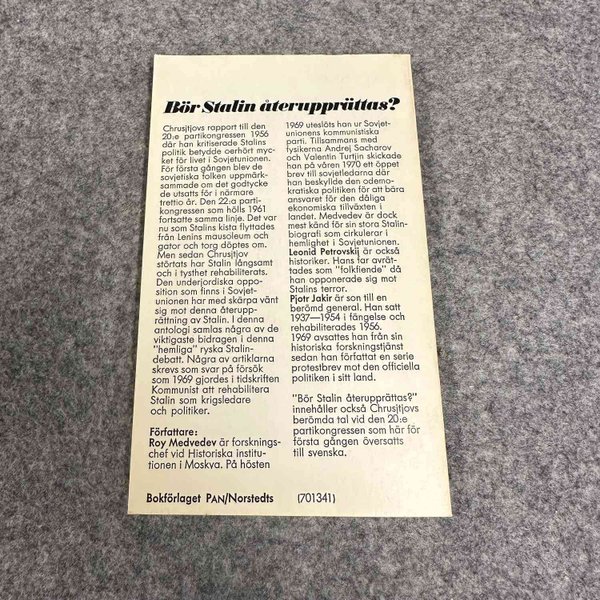 Bör Stalin återupprättas?
Chrusjtjovs rapport till den
20:e partikongressen 1956
där han kritiserade Stalins
politik betydde oerhört myc-
ket för livet i Sovjetunionen.
För första gången blev de
sovjetiska folken uppmärk-
sammade om det godtycke
de utsatts för i närmare
trettio år. Den 22:a parti-
kongressen som hölls 1961
fortsatte samma linje. Det var
nu som Stalins kista flyttades
från Lenins mausoleum och
gator och torg döptes om.
Men sedan Chrusjtjov
störtats har Stalin långsamt
och i tysthet rehabiliterats.
Den underjordiska opposi-
tion som finns i Sovjet-
unionen har med skärpa vänt
sig mot denna återupp-
rättning av Stalin. I denna
antologi samlas några av de
viktigaste bidragen i denna
"hemliga" ryska Stalin-
debatt. Några av artiklarna
skrevs som svar på försök
som 1969 gjordes i tidskriften
Kommunist att rehabilitera
Stalin som krigsledare
och politiker.
Författare:
Roy Medvedev är forsknings-
chef vid Historiska institu-
tionen i Moskva. På hösten
1969 uteslöts han ur Sovjet-
unionens kommunistiska
parti. Tillsammans med
fysikerna Andrej Sacharov
och Valentin Turtjin skickade
han på våren 1970 ett öppet
brev till sovjetledarna där
han beskyllde den odemo-
kratiska politiken för att bära
ansvaret för den dåliga
ekonomiska tillväxten i
landet. Medvedev är dock
mest känd för sin stora Stalin-
biografi som cirkulerar i
hemlighet i Sovjetunionen.
Leonid Petrovskij är också
historiker. Hans far avrät-
tades som "folkfiende" då
han opponerade sig mot
Stalins terror.
Pjotr Jakir är son till en
berömd general. Han satt
1937—1954 i fängelse och
rehabiliterades 1956.
1969 avsattes han från sin
historiska forskningstjänst
sedan han författat en serie
protestbrev mot den officiella
politiken i sitt land.
"Bör Stalin återupprättas?"
innehåller också Chrusjtjovs
berömda tal vid den 20:e
partikongressen som här för
första gången översatts
till svenska.
Bokförlaget PAN/Norstedts (701341)